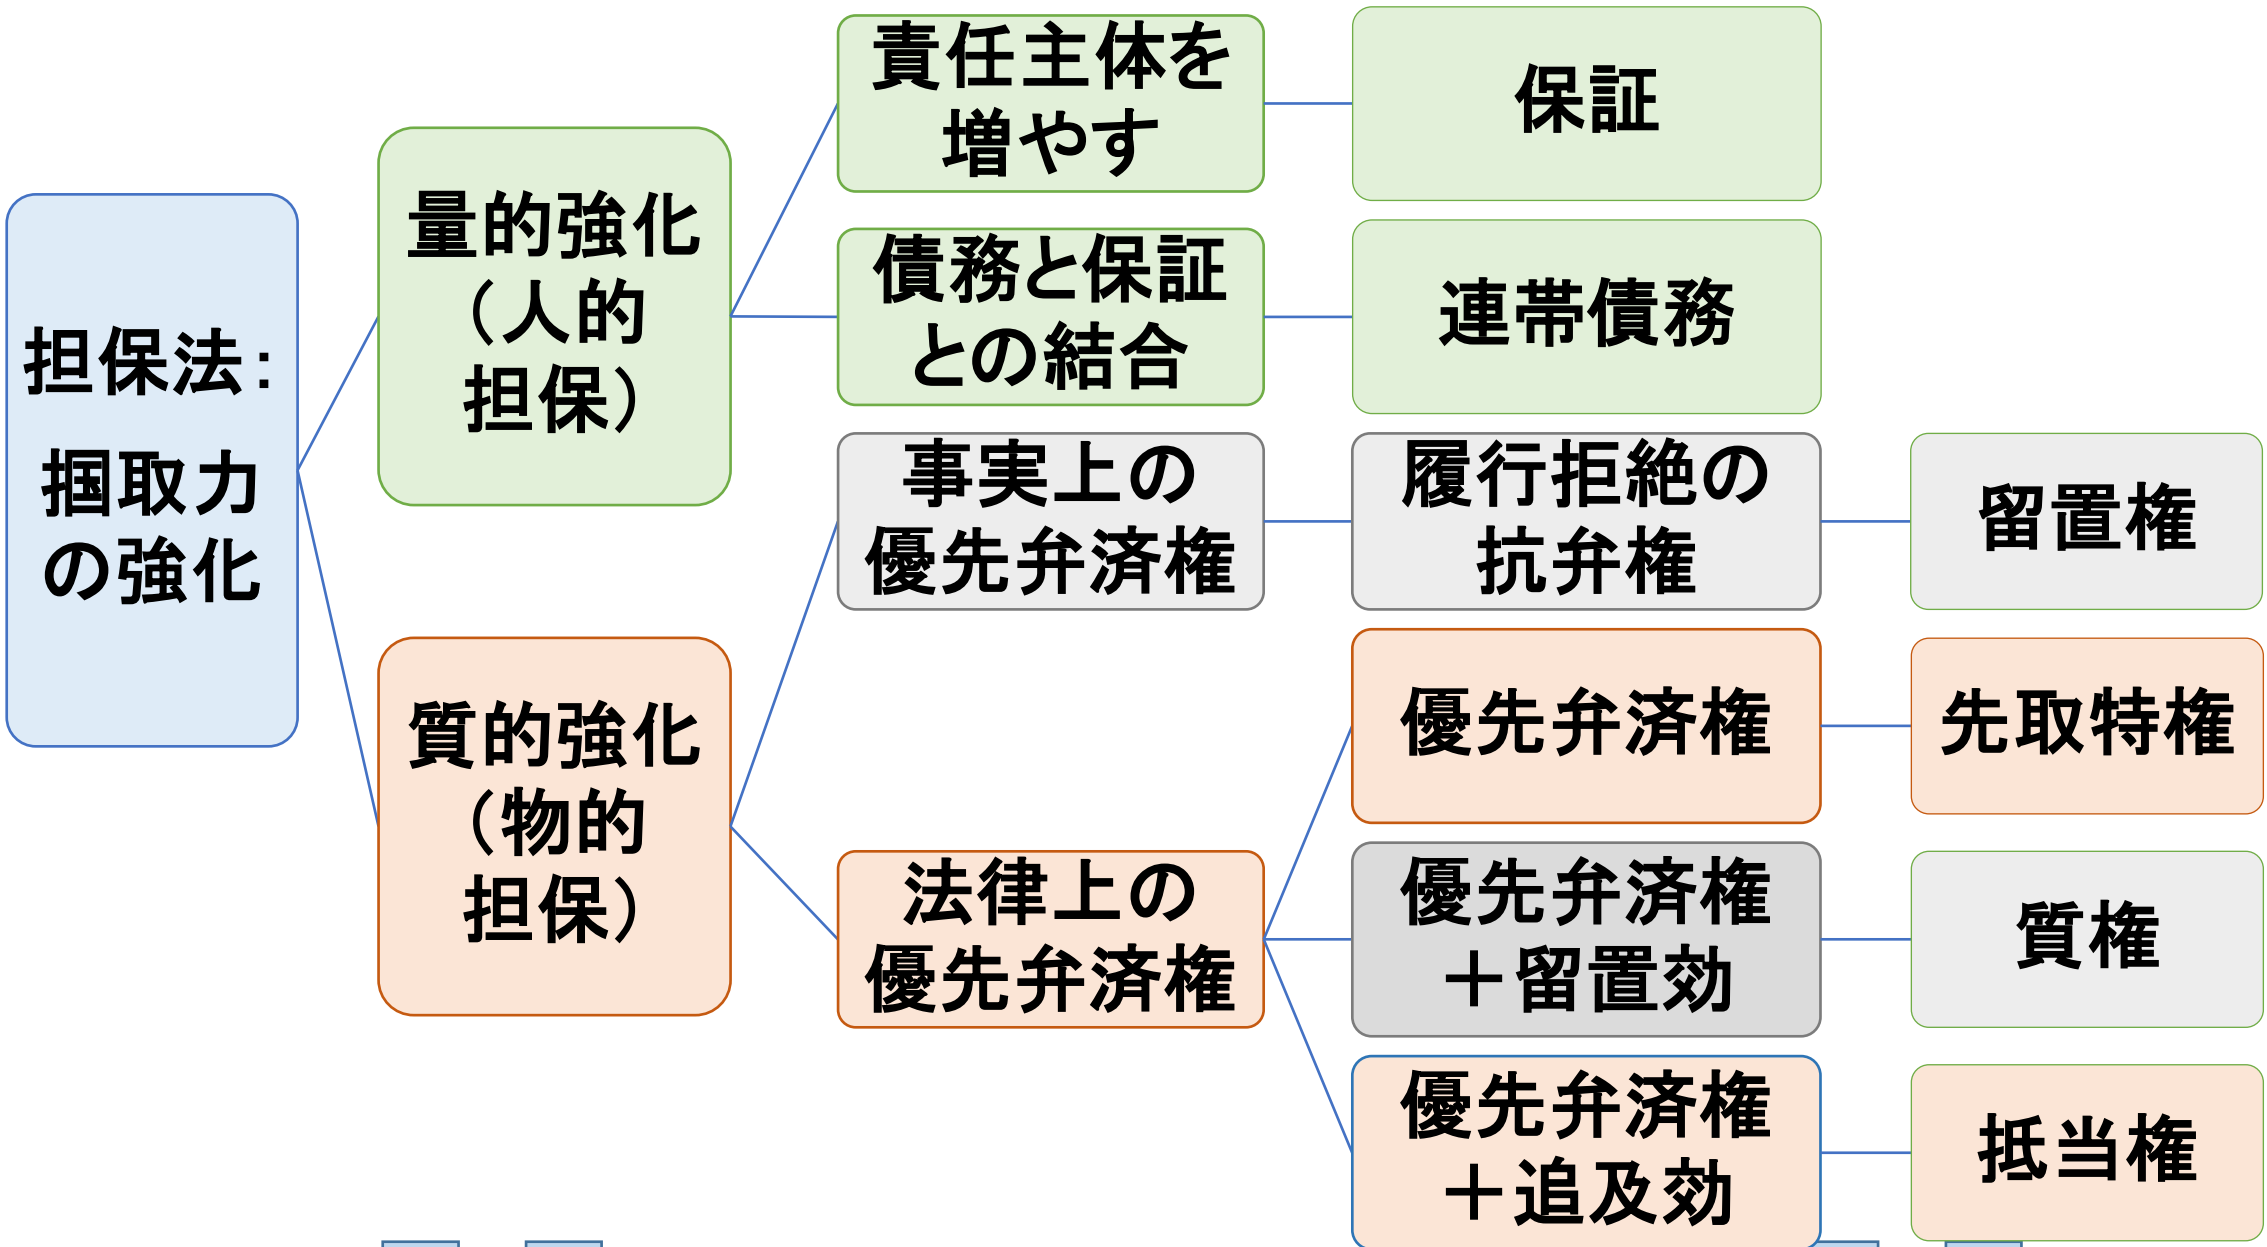 担保法：
掴取力
の強化
量的強化
（人的
担保）
責任主体を
増やす
保証
債務と保証
との結合
連帯債務
質的強化
（物的
担保）
事実上の
優先弁済権
履行拒絶の
抗弁権
留置権
法律上の
優先弁済権
優先弁済権
先取特権
優先弁済権
＋留置効
質権
優先弁済権
＋追及効
抵当権